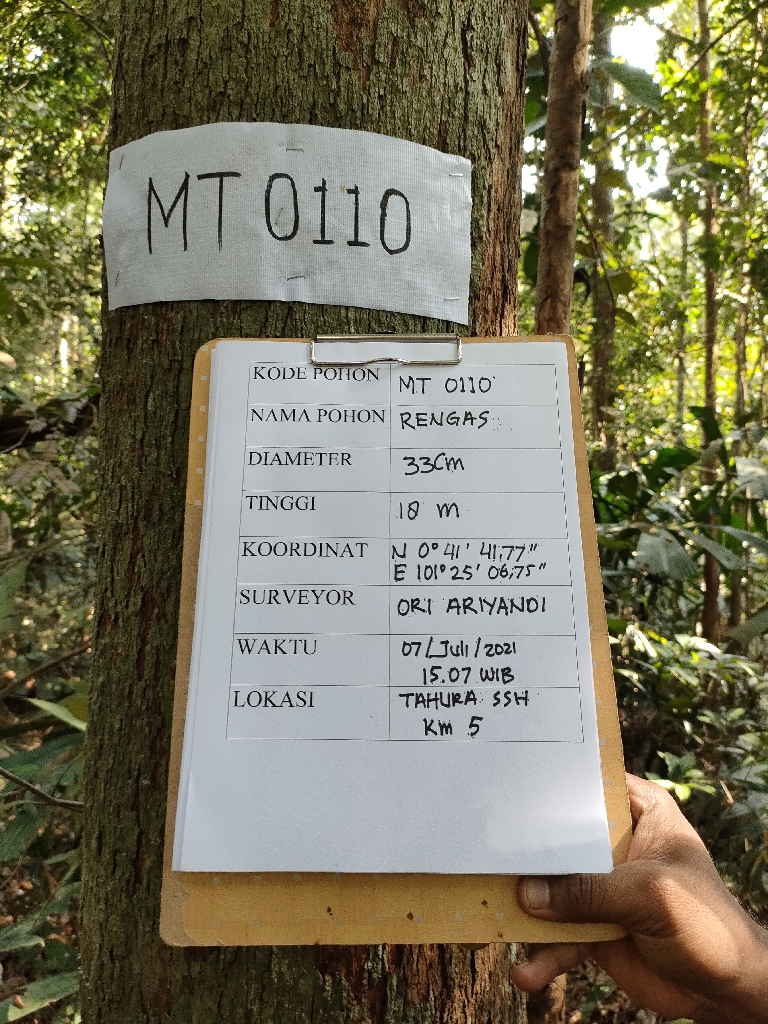 MT 0110
KODE POHON MT 0110
NAMA POHON RENGAS
DIAMETER 33Cm
TINGGI 18 m
KOORDINAT N 0° 41' 41,77"
E 101° 25' 06,75"
SURVEYOR ORI ARIYANDI
WAKTU 07/Juli/2021
15.07 WIB
LOKASI TAHURA SSH
Km 5